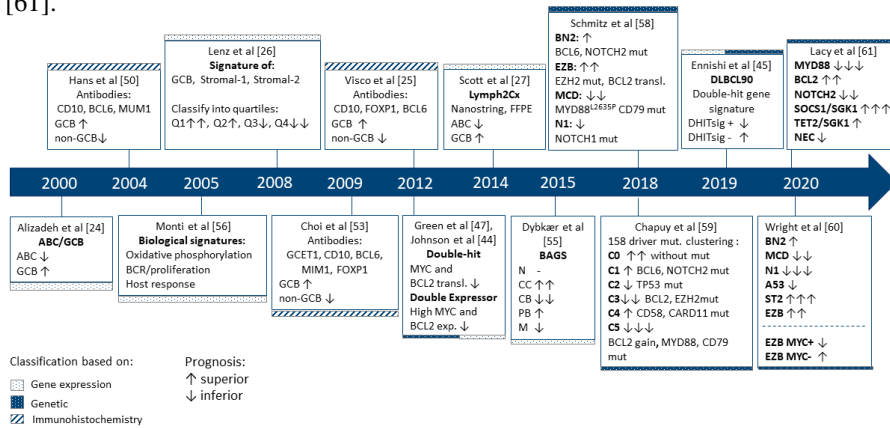 [61].
Hans et al [50]
Antibodies:
CD10, BCL6, MUM1
GCB ↑
non-GCB ↓
Lenz et al [26]
Signature of:
GCB, Stromal-1, Stromal-2
Classify into quartiles:
Q1↑↑, Q2↑, Q3↓, Q4↓↓
Visco et al [25]
Antibodies:
CD10, FOXP1, BCL6
GCB ↑
non-GCB ↓
Scott et al [27]
Lymph2Cx
Nanostring, FFPE
ABC ↓
GCB ↑
Schmitz et al [58]
BN2: ↑
BCL6, NOTCH2 mut
EZB: ↑↑
EZH2 mut, BCL2 transl.
MCD: ↓↓
MYD88L265P CD79 mut
N1: ↓
NOTCH1 mut
Ennishi et al [45]
DLBCL90
Double-hit gene
signature
DHITsig + ↓
DHITsig - ↑
Lacy et al [61]
MYD88 ↓↓↓
BCL2 ↑↑
NOTCH2 ↓↓
SOCS1/SGK1 ↑↑↑
TET2/SGK1 ↑
NEC ↓
2000 2004 2005 2008 2009 2012 2014 2015 2018 2019 2020
Alizadeh et al [24]
ABC/GCB
ABC ↓
GCB ↑
Monti et al [56]
Biological signatures:
Oxidative phosphorylation
BCR/proliferation
Host response
Choi et al [53]
Antibodies:
GCET1, CD10, BCL6,
MIM1, FOXP1
GCB ↑
non-GCB ↓
Green et al [47],
Johnson et al [44]
Double-hit
MYC and
BCL2 transl. ↓
Double Expressor
High MYC and
BCL2 exp. ↓
Dybkær et al
[55]
BAGS
N -
CC ↑↑
CB ↓↓
PB ↑
M ↓
Chapuy et al [59]
158 driver mut. clustering :
C0 ↑↑ without mut
C1 ↑ BCL6, NOTCH2 mut
C2 ↓ TP53 mut
C3↓↓ BCL2, EZH2mut
C4 ↑ CD58, CARD11 mut
C5 ↓↓↓
BCL2 gain, MYD88, CD79
mut
Wright et al [60]
BN2 ↑
MCD ↓↓
N1 ↓↓↓
A53 ↓
ST2 ↑↑↑
EZB ↑↑
EZB MYC+ ↓
EZB MYC- ↑
Classification based on:
Gene expression
Genetic
Immunohistochemistry
Prognosis:
↑ superior
↓ inferior